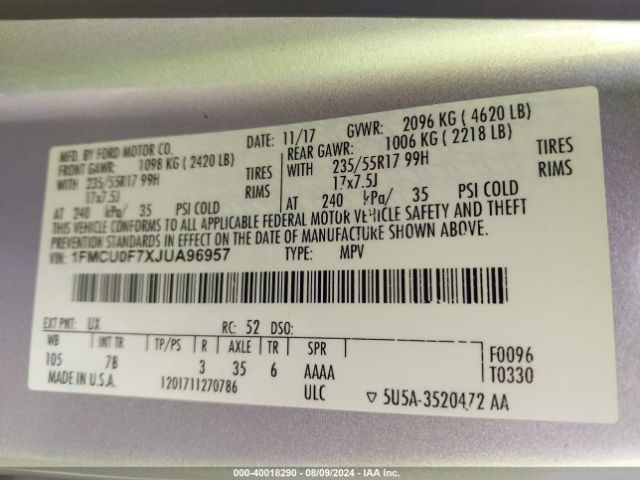 MFD. BY FORD MOTOR CO. DATE: 11/17 GVWR: 2096 KG ( 4620 LB)
FRONT GAWR: 1098 KG ( 2420 LB) REAR GAWR: 1006 KG ( 2218 LB)
WITH 235/55R17 99H TIRES WITH 235/55R17 99H TIRES
17x7.5J RIMS 17x7.5J RIMS
AT 240 kPa/ 35 PSI COLD AT 240 kPa/ 35 PSI COLD
THIS VEHICLE CONFORMS TO ALL APPLICABLE FEDERAL MOTOR VEHICLE SAFETY AND THEFT
PREVENTION STANDARDS IN EFFECT ON THE DATE OF MANUFACTURE SHOWN ABOVE.
VIN: 1FMCU0F7XJUA96957 TYPE: MPV
EXT PNT: UX RC: 52 DSO:
WB INT TR TP/PS R AXLE TR SPR F0096
105 7B 3 35 6 AAAA T0330
MADE IN U.S.A. 1201711270786 ULC ▽ 5U5A-3520472 AA
000-40018290 - 08/09/2024 - IAA Inc.